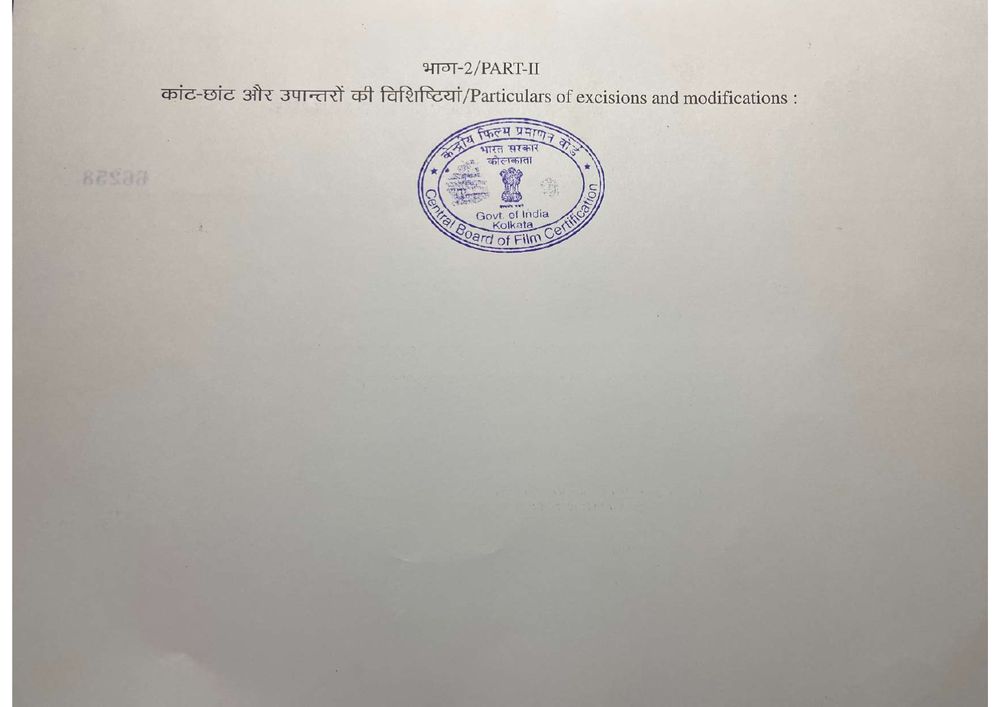 भाग-2/PART-II
कांट-छांट और उपान्तरों की विशिष्टियां/Particulars of excisions and modifications :
केन्द्रीय फिल्म प्रमाणन बोर्ड
भारत सरकार
कोलकाता
Govt. of India
Kolkata
Central Board of Film Certification
66258